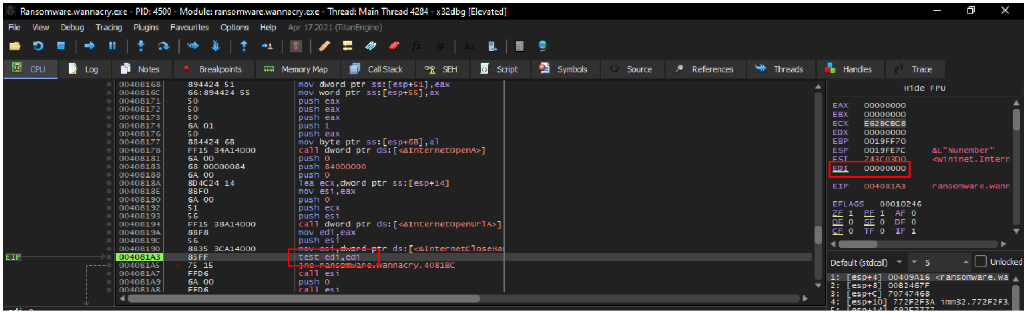 Ransomware.wannacry.exe - PID: 4500 - Module: ransomware.wannacry.exe - Thread: Main Thread 4284 - x32dbg [Elevated]
File View Debug Tracing Plugins Favourites Options Help Apr 17 2021 (TitanEngine)
CPU Log Notes Breakpoints Memory Map Call Stack SEH Script Symbols Source References Threads Handles Trace
Hide FPU
00408168 894424 51 mov dword ptr ss:[esp+51],eax
0040816C 66:894424 55 mov word ptr ss:[esp+55],ax
00408171 50 push eax
00408172 50 push eax
00408173 50 push eax
00408174 6A 01 push 1
00408176 50 push eax
00408177 884424 6B mov byte ptr ss:[esp+6B],al
0040817B FF15 34A14000 call dword ptr ds:[<&InternetOpenA>]
00408181 6A 00 push 0
00408183 68 00000084 push 84000000
00408188 6A 00 push 0
0040818A 8D4C24 14 lea ecx,dword ptr ss:[esp+14]
0040818E 8BF0 mov esi,eax
00408190 6A 00 push 0
00408192 51 push ecx
00408193 56 push esi
00408194 FF15 38A14000 call dword ptr ds:[<&InternetOpenUrlA>]
0040819A 8BF8 mov edi,eax
0040819C 56 push esi
0040819D 8B35 3CA14000 mov esi,dword ptr ds:[<&InternetCloseHa
EIP 004081A3 85FF test edi,edi
004081A5 75 15 jne ransomware.wannacry.4081BC
004081A7 FFD6 call esi
004081A9 6A 00 push 0
004081AB FFD6 call esi
EAX 00000000
EBX 00000000
ECX E628CBC8
EDX 00000000
EBP 0019FF70
ESP 0019FE7C &L"Numember"
ESI 743C03D0 <wininet.Intern
EDI 00000000
EIP 004081A3 ransomware.wann
EFLAGS 00010246
ZF 1 PF 1 AF 0
OF 0 SF 0 DF 0
CF 0 TF 0 IF 1
Default (stdcall) 5 Unlocked
1: [esp+4] 00409A16 <ransomware.wa
2: [esp+8] 0082467F
3: [esp+C] 70747468
4: [esp+10] 772F2F3A imm32.772F2F3